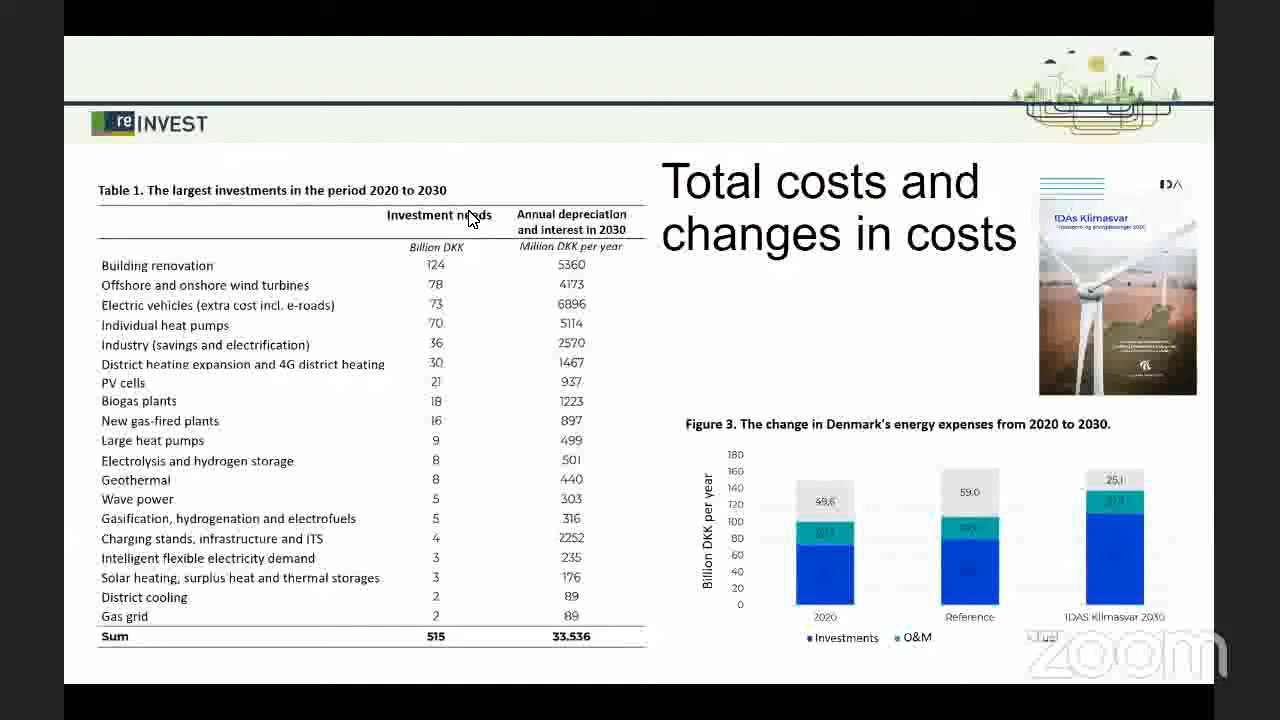 reINVEST
Total costs and
changes in costs
IDA
IDAs Klimasvar
Table 1. The largest investments in the period 2020 to 2030
Investment needs Annual depreciation
and interest in 2030
Billion DKK Million DKK per year
Building renovation 124 5360
Offshore and onshore wind turbines 78 4173
Electric vehicles (extra cost incl. e-roads) 73 6896
Individual heat pumps 70 5114
Industry (savings and electrification) 36 2570
District heating expansion and 4G district heating 30 1467
PV cells 21 937
Biogas plants 18 1223
New gas-fired plants 16 897
Large heat pumps 9 499
Electrolysis and hydrogen storage 8 501
Geothermal 8 440
Wave power 5 303
Gasification, hydrogenation and electrofuels 5 316
Charging stands, infrastructure and ITS 4 2252
Intelligent flexible electricity demand 3 235
Solar heating, surplus heat and thermal storages 3 176
District cooling 2 89
Gas grid 2 89
Sum 515 33.536
Figure 3. The change in Denmark's energy expenses from 2020 to 2030.
Billion DKK per year
180
160
140
120
100
80
60
40
20
0
49,6
59,0
25,1
2020 Reference IDAS Klimasvar 2030
Investments O&M Fuel
zoom